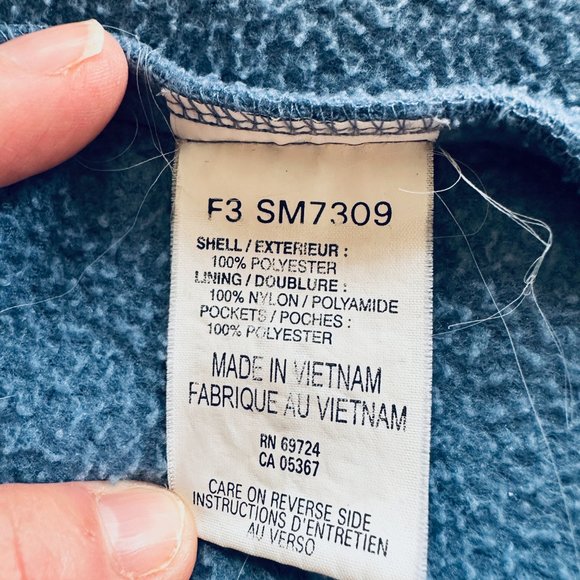 F3 SM7309
SHELL / EXTERIEUR :
100% POLYESTER
LINING / DOUBLURE :
100% NYLON / POLYAMIDE
POCKETS / POCHES :
100% POLYESTER
MADE IN VIETNAM
FABRIQUE AU VIETNAM
RN 69724
CA 05367
CARE ON REVERSE SIDE
INSTRUCTIONS D'ENTRETIEN
AU VERSO